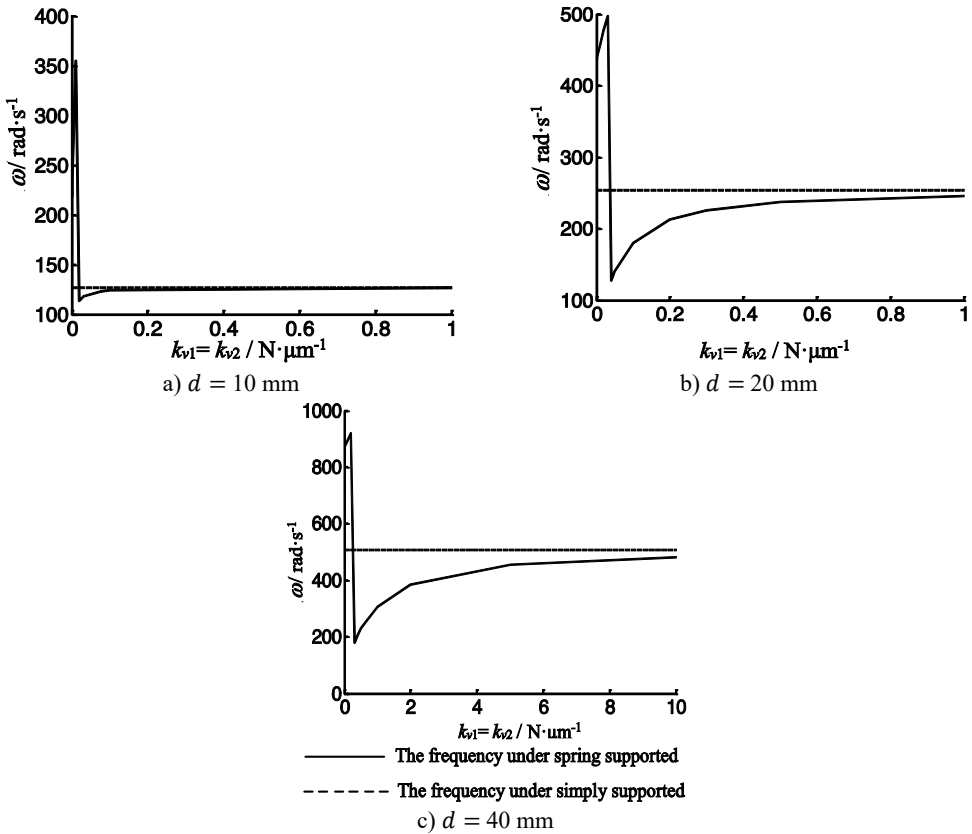 400
350
300
250
200
150
100
ω/ rad·s-1
0 0.2 0.4 0.6 0.8 1
kv1= kv2 / N·μm-1
a) d = 10 mm
500
400
300
200
100
ω/ rad·s-1
0 0.2 0.4 0.6 0.8 1
kv1= kv2 / N·μm-1
b) d = 20 mm
1000
800
600
400
200
0
ω/ rad·s-1
0 2 4 6 8 10
kv1= kv2 / N·μm-1
The frequency under spring supported
The frequency under simply supported
c) d = 40 mm